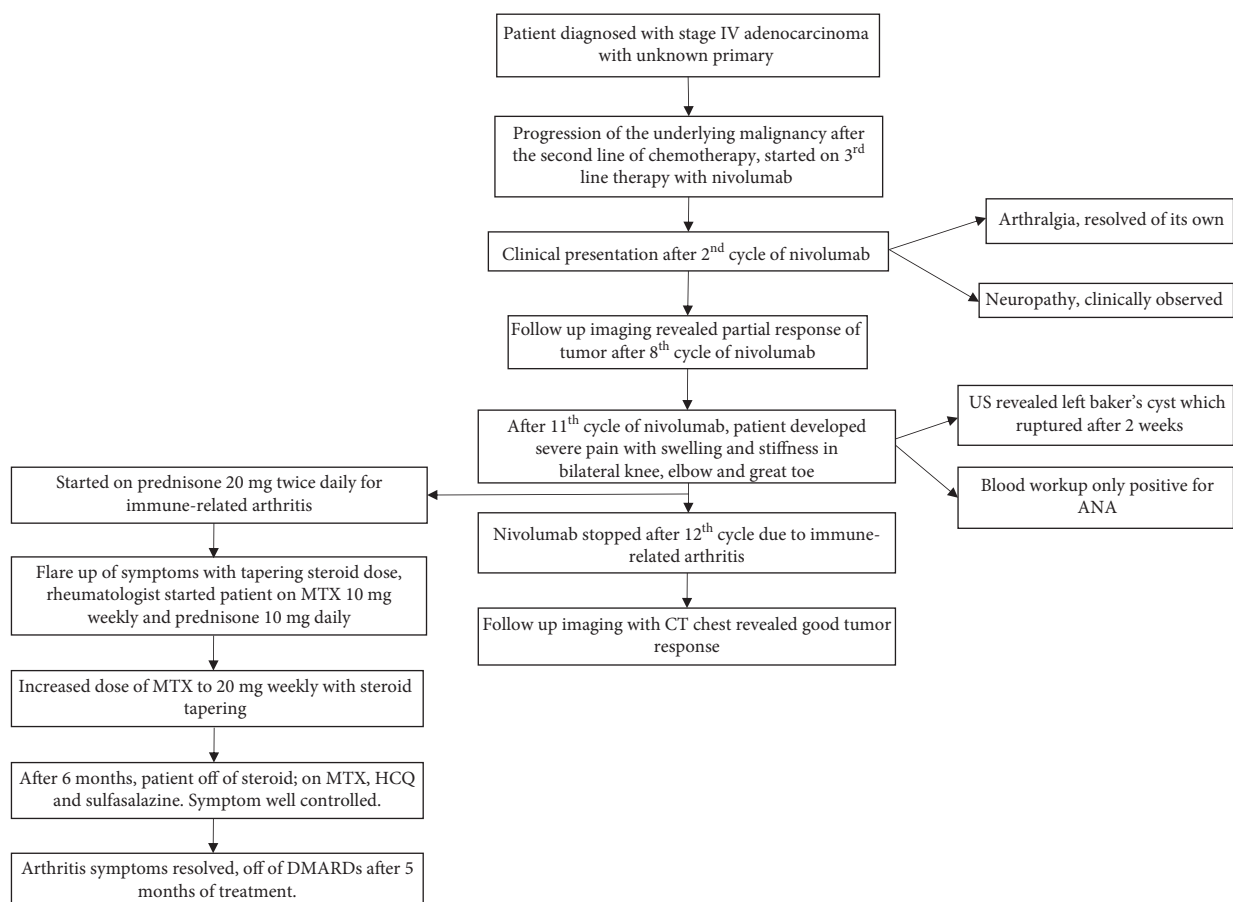 Patient diagnosed with stage IV adenocarcinoma
with unknown primary
Progression of the underlying malignancy after
the second line of chemotherapy, started on 3rd
line therapy with nivolumab
Clinical presentation after 2nd cycle of nivolumab
Arthralgia, resolved of its own
Neuropathy, clinically observed
Follow up imaging revealed partial response of
tumor after 8th cycle of nivolumab
After 11th cycle of nivolumab, patient developed
severe pain with swelling and stiffness in
bilateral knee, elbow and great toe
US revealed left baker's cyst which
ruptured after 2 weeks
Blood workup only positive for
ANA
Started on prednisone 20 mg twice daily for
immune-related arthritis
Nivolumab stopped after 12th cycle due to immune-
related arthritis
Flare up of symptoms with tapering steroid dose,
rheumatologist started patient on MTX 10 mg
weekly and prednisone 10 mg daily
Follow up imaging with CT chest revealed good tumor
response
Increased dose of MTX to 20 mg weekly with steroid
tapering
After 6 months, patient off of steroid; on MTX, HCQ
and sulfasalazine. Symptom well controlled.
Arthritis symptoms resolved, off of DMARDs after 5
months of treatment.